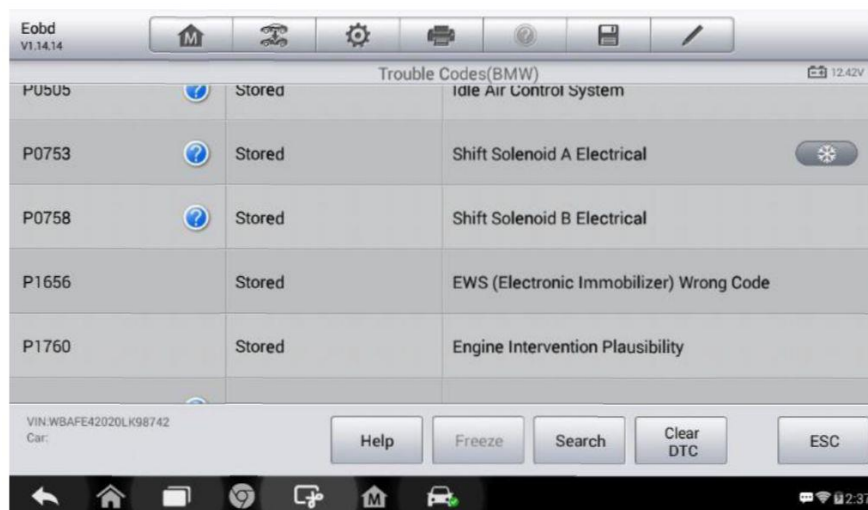 Eobd
V1.14.14
Trouble Codes(BMW)
12.42V
P0505 Stored Idle Air Control System
P0753 Stored Shift Solenoid A Electrical
P0758 Stored Shift Solenoid B Electrical
P1656 Stored EWS (Electronic Immobilizer) Wrong Code
P1760 Stored Engine Intervention Plausibility
VIN:WBAFE42020LK98742
Car:
Help
Freeze
Search
Clear
DTC
ESC
2:37